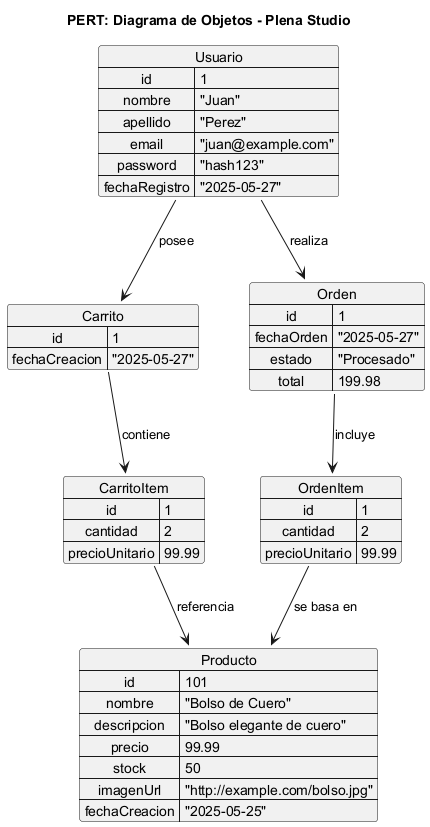 PERT: Diagrama de Objetos - Plena Studio
Usuario
id 1
nombre "Juan"
apellido "Perez"
email "juan@example.com"
password "hash123"
fechaRegistro "2025-05-27"
posee
realiza
Carrito
id 1
fechaCreacion "2025-05-27"
Orden
id 1
fechaOrden "2025-05-27"
estado "Procesado"
total 199.98
contiene
incluye
CarritoItem
id 1
cantidad 2
precioUnitario 99.99
OrdenItem
id 1
cantidad 2
precioUnitario 99.99
referencia
se basa en
Producto
id 101
nombre "Bolso de Cuero"
descripcion "Bolso elegante de cuero"
precio 99.99
stock 50
imagenUrl "http://example.com/bolso.jpg"
fechaCreacion "2025-05-25"